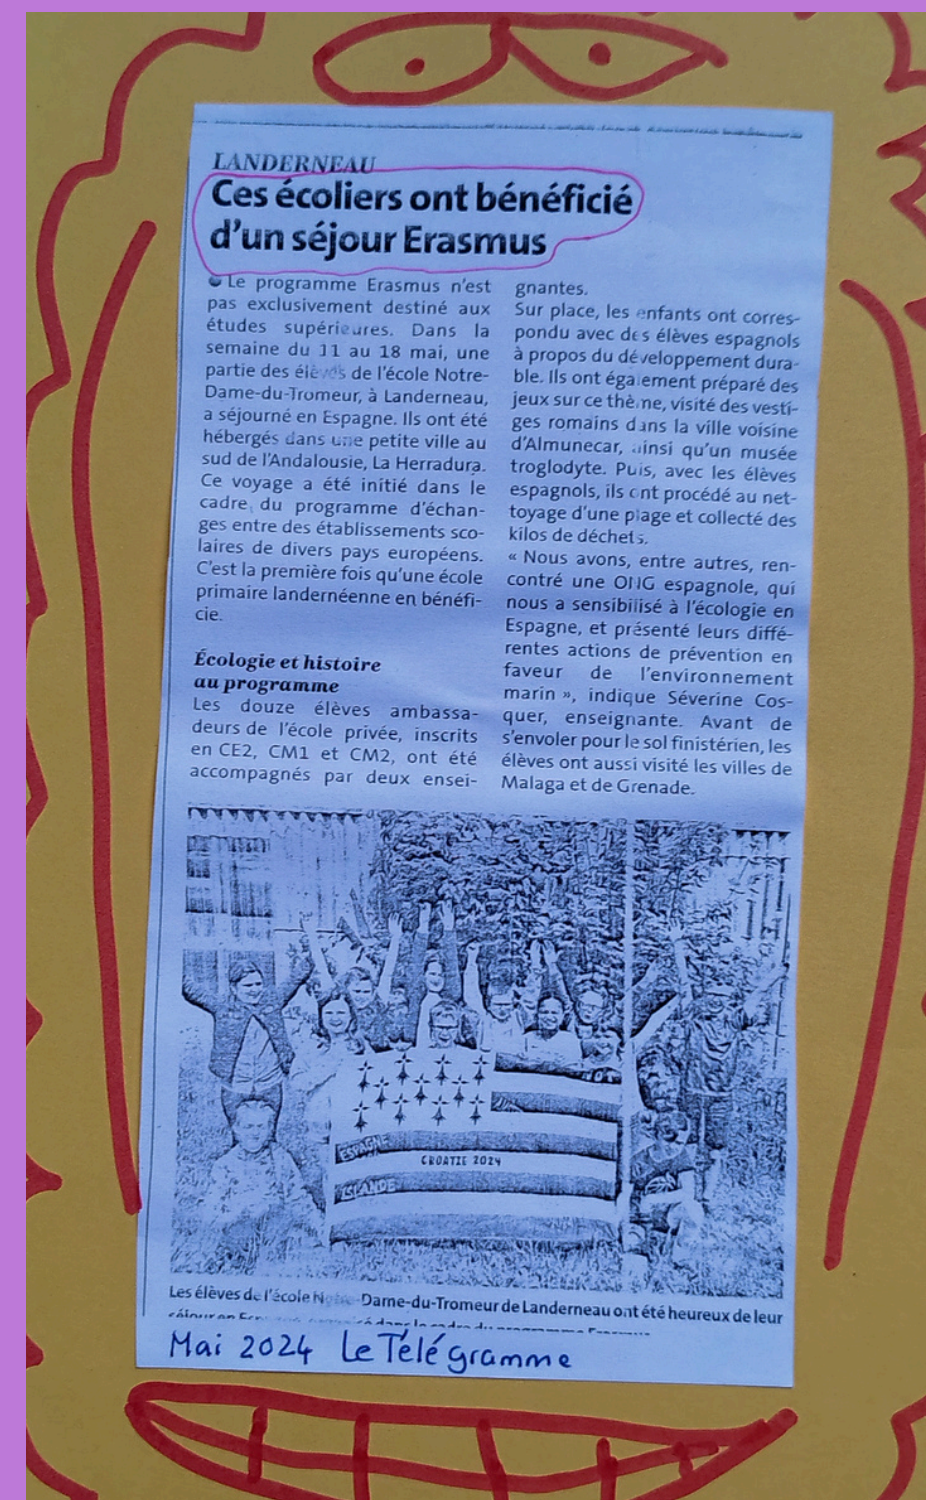 LANDERNEAU
Ces écoliers ont bénéficié
d'un séjour Erasmus
Le programme Erasmus n'est
pas exclusivement destiné aux
études supérieures. Dans la
semaine du 11 au 18 mai, une
partie des élèves de l'école Notre-
Dame-du-Tromeur, à Landerneau,
a séjourné en Espagne. Ils ont été
hébergés dans une petite ville au
sud de l'Andalousie, La Herradura.
Ce voyage a été initié dans le
cadre du programme d'échan-
ges entre des établissements sco-
laires de divers pays européens.
C'est la première fois qu'une école
primaire landernéenne en bénéfi-
cie.
Écologie et histoire
au programme
Les douze élèves ambassa-
deurs de l'école privée, inscrits
en CE2, CM1 et CM2, ont été
accompagnés par deux ensei-
gnantes.
Sur place, les enfants ont corres-
pondu avec des élèves espagnols
à propos du développement dura-
ble. Ils ont également préparé des
jeux sur ce thème, visité des vesti-
ges romains dans la ville voisine
d'Almunecar, ainsi qu'un musée
troglodyte. Puis, avec les élèves
espagnols, ils ont procédé au net-
toyage d'une plage et collecté des
kilos de déchets.
« Nous avons, entre autres, ren-
contré une ONG espagnole, qui
nous a sensibilisé à l'écologie en
Espagne, et présenté leurs diffé-
rentes actions de prévention en
faveur de l'environnement
marin », indique Séverine Cos-
quer, enseignante. Avant de
s'envoler pour le sol finistérien, les
élèves ont aussi visité les villes de
Malaga et de Grenade.
ESPAGNE
CROATIE 2024
ISLANDE
Les élèves de l'école Notre-Dame-du-Tromeur de Landerneau ont été heureux de leur
séjour en dans le cadre du programme
Mai 2024 Le Télégramme